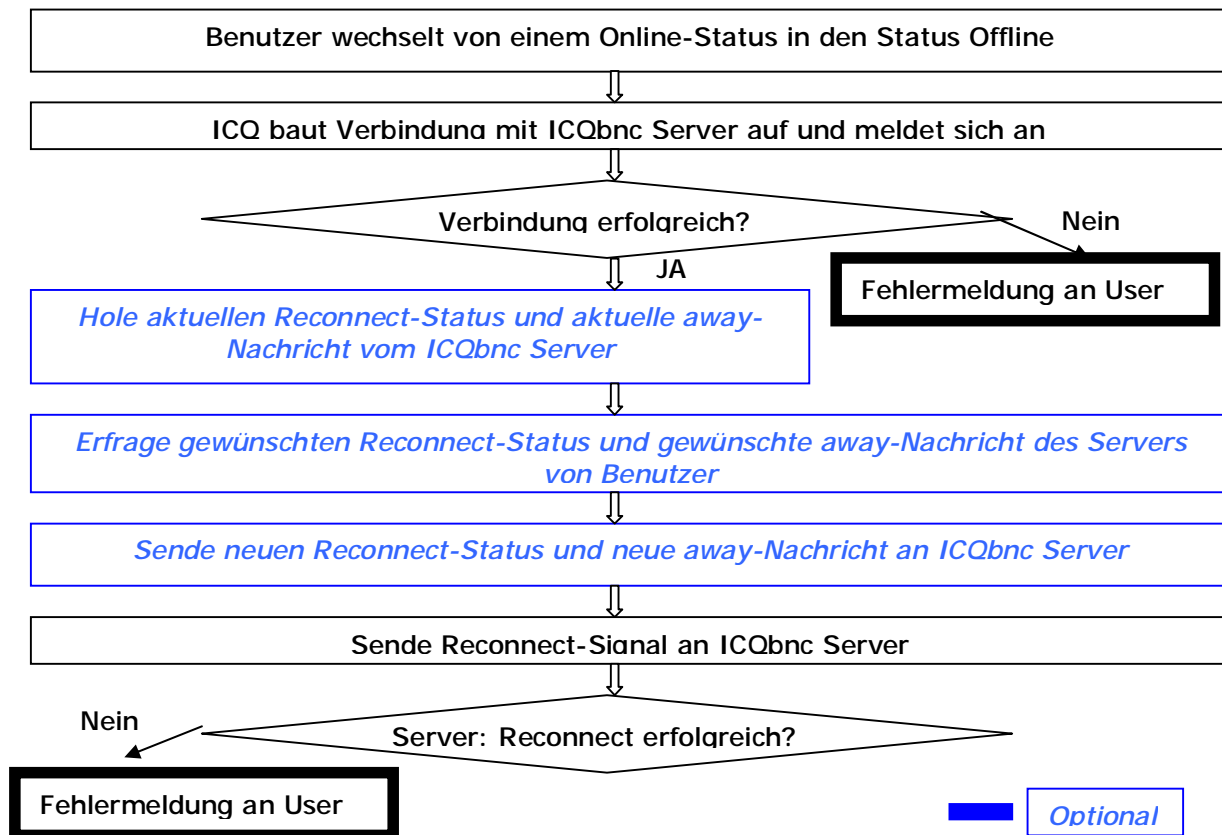 Benutzer wechselt von einem Online-Status in den Status Offline
ICQ baut Verbindung mit ICQbnc Server auf und meldet sich an
Verbindung erfolgreich?
Nein
JA
Fehlermeldung an User
Hole aktuellen Reconnect-Status und aktuelle away-
Nachricht vom ICQbnc Server
Erfrage gewünschten Reconnect-Status und gewünschte away-Nachricht des Servers
von Benutzer
Sende neuen Reconnect-Status und neue away-Nachricht an ICQbnc Server
Sende Reconnect-Signal an ICQbnc Server
Nein
Server: Reconnect erfolgreich?
Fehlermeldung an User
Optional